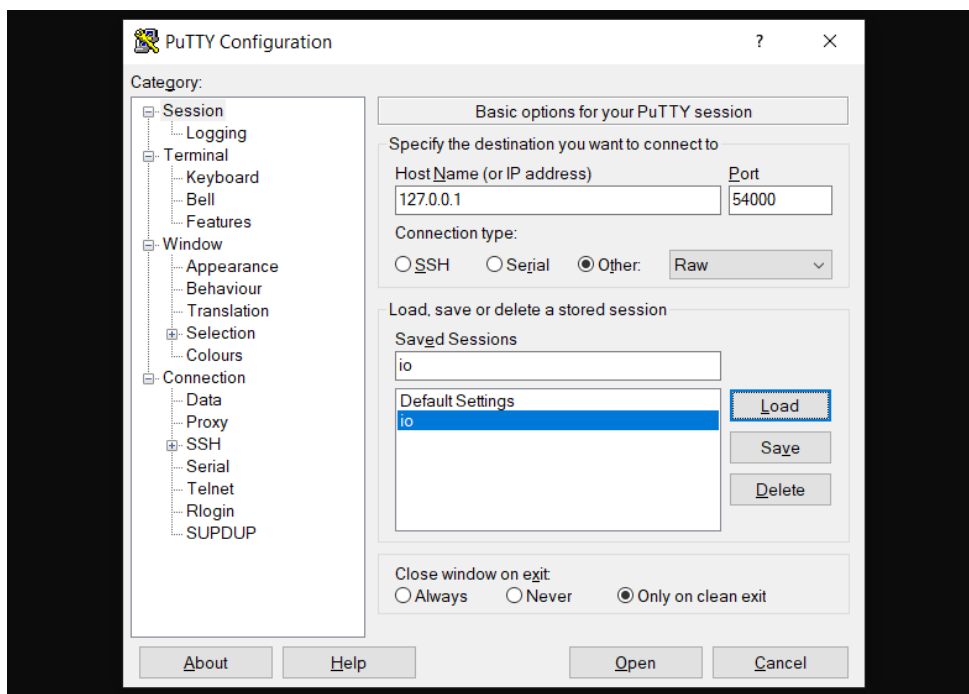 PuTTY Configuration
?
Category:
Session
Logging
Terminal
Keyboard
Bell
Features
Window
Appearance
Behaviour
Translation
Selection
Colours
Connection
Data
Proxy
SSH
Serial
Telnet
Rlogin
SUPDUP
Basic options for your PuTTY session
Specify the destination you want to connect to
Host Name (or IP address) Port
127.0.0.1 54000
Connection type:
SSH Serial Other: Raw
Load, save or delete a stored session
Saved Sessions
io
Default Settings
io
Load
Save
Delete
Close window on exit:
Always Never Only on clean exit
About Help Open Cancel